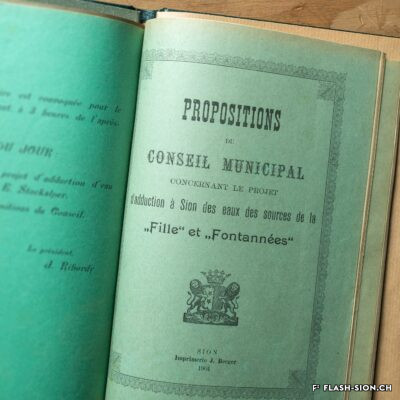 ire est convoquée pour le
à 3 heures de l'après-
DU JOUR
projet d'adduction d'eau
E. Stockalper.
du Conseil.
Le président,
J. Ribordy
PROPOSITIONS
DU
CONSEIL MUNICIPAL
CONCERNANT LE PROJET
d'adduction à Sion des eaux des sources de la
„Fille" et „Fontannées"
SION
Imprimerie J. Beeger
1904
FLASH-SION.CH